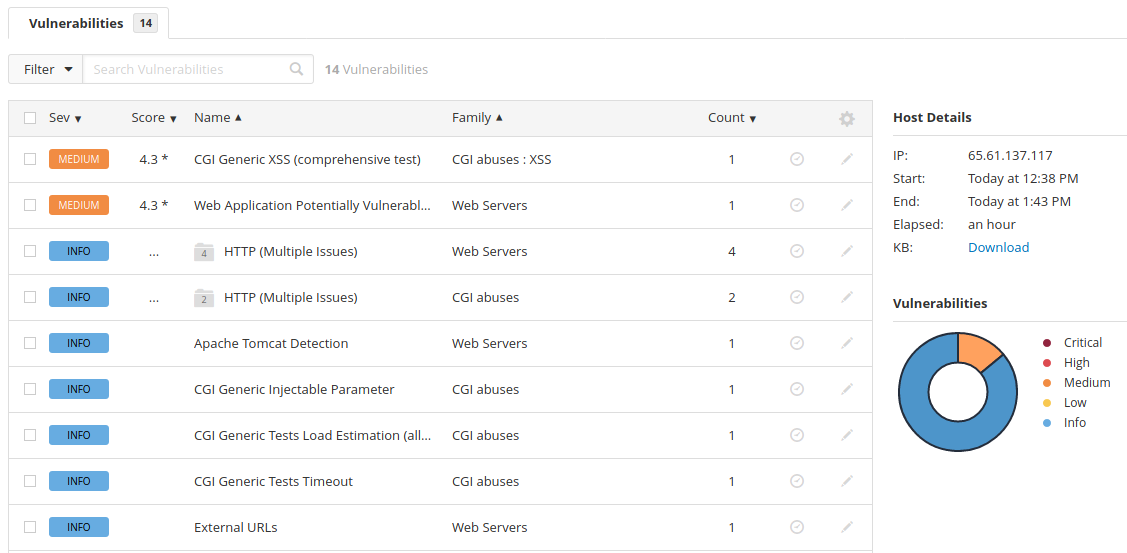 Vulnerabilities 14
Filter Search Vulnerabilities 14 Vulnerabilities
Sev Score Name Family Count
MEDIUM 4.3 * CGI Generic XSS (comprehensive test) CGI abuses : XSS 1
MEDIUM 4.3 * Web Application Potentially Vulnerabl... Web Servers 1
INFO ... 4 HTTP (Multiple Issues) Web Servers 4
INFO ... 2 HTTP (Multiple Issues) CGI abuses 2
INFO Apache Tomcat Detection Web Servers 1
INFO CGI Generic Injectable Parameter CGI abuses 1
INFO CGI Generic Tests Load Estimation (all... CGI abuses 1
INFO CGI Generic Tests Timeout CGI abuses 1
INFO External URLs Web Servers 1
Host Details
IP: 65.61.137.117
Start: Today at 12:38 PM
End: Today at 1:43 PM
Elapsed: an hour
KB: Download
Vulnerabilities
Critical
High
Medium
Low
Info